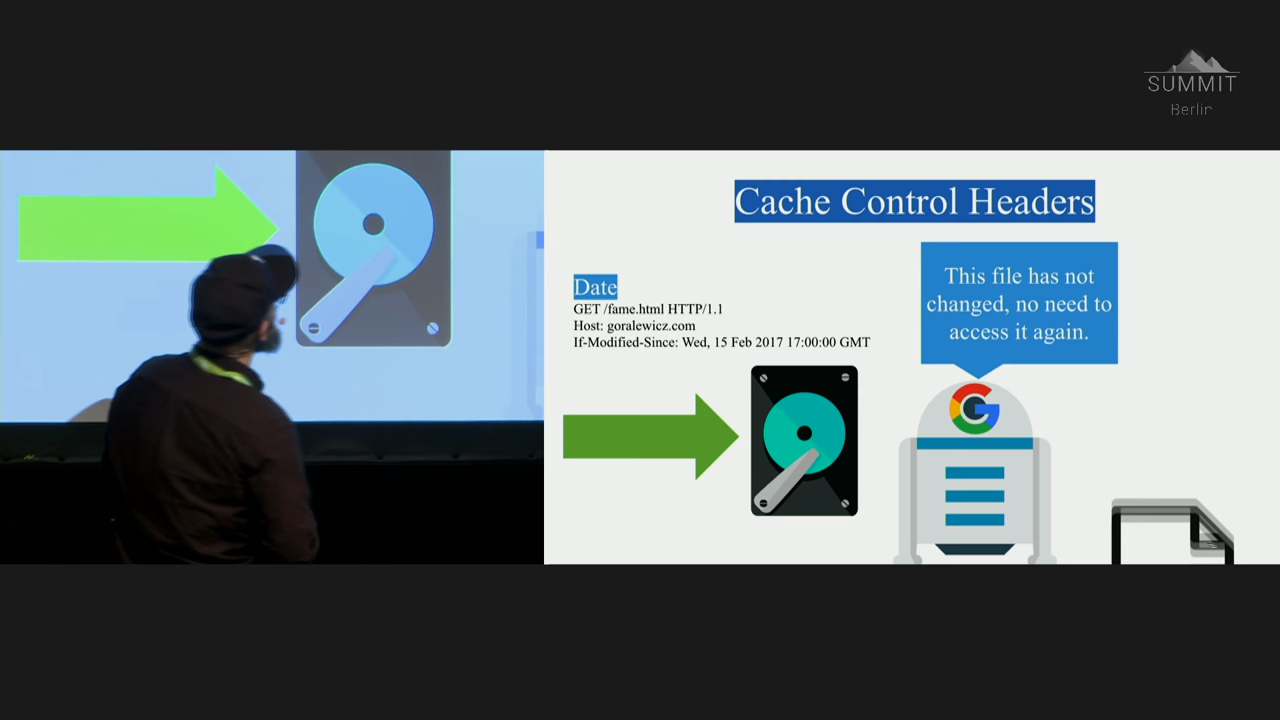 SUMMIT
Berlin
Cache Control Headers
This file has not
changed, no need to
access it again.
Date
GET /fame.html HTTP/1.1
Host: goralewicz.com
If-Modified-Since: Wed, 15 Feb 2017 17:00:00 GMT
G